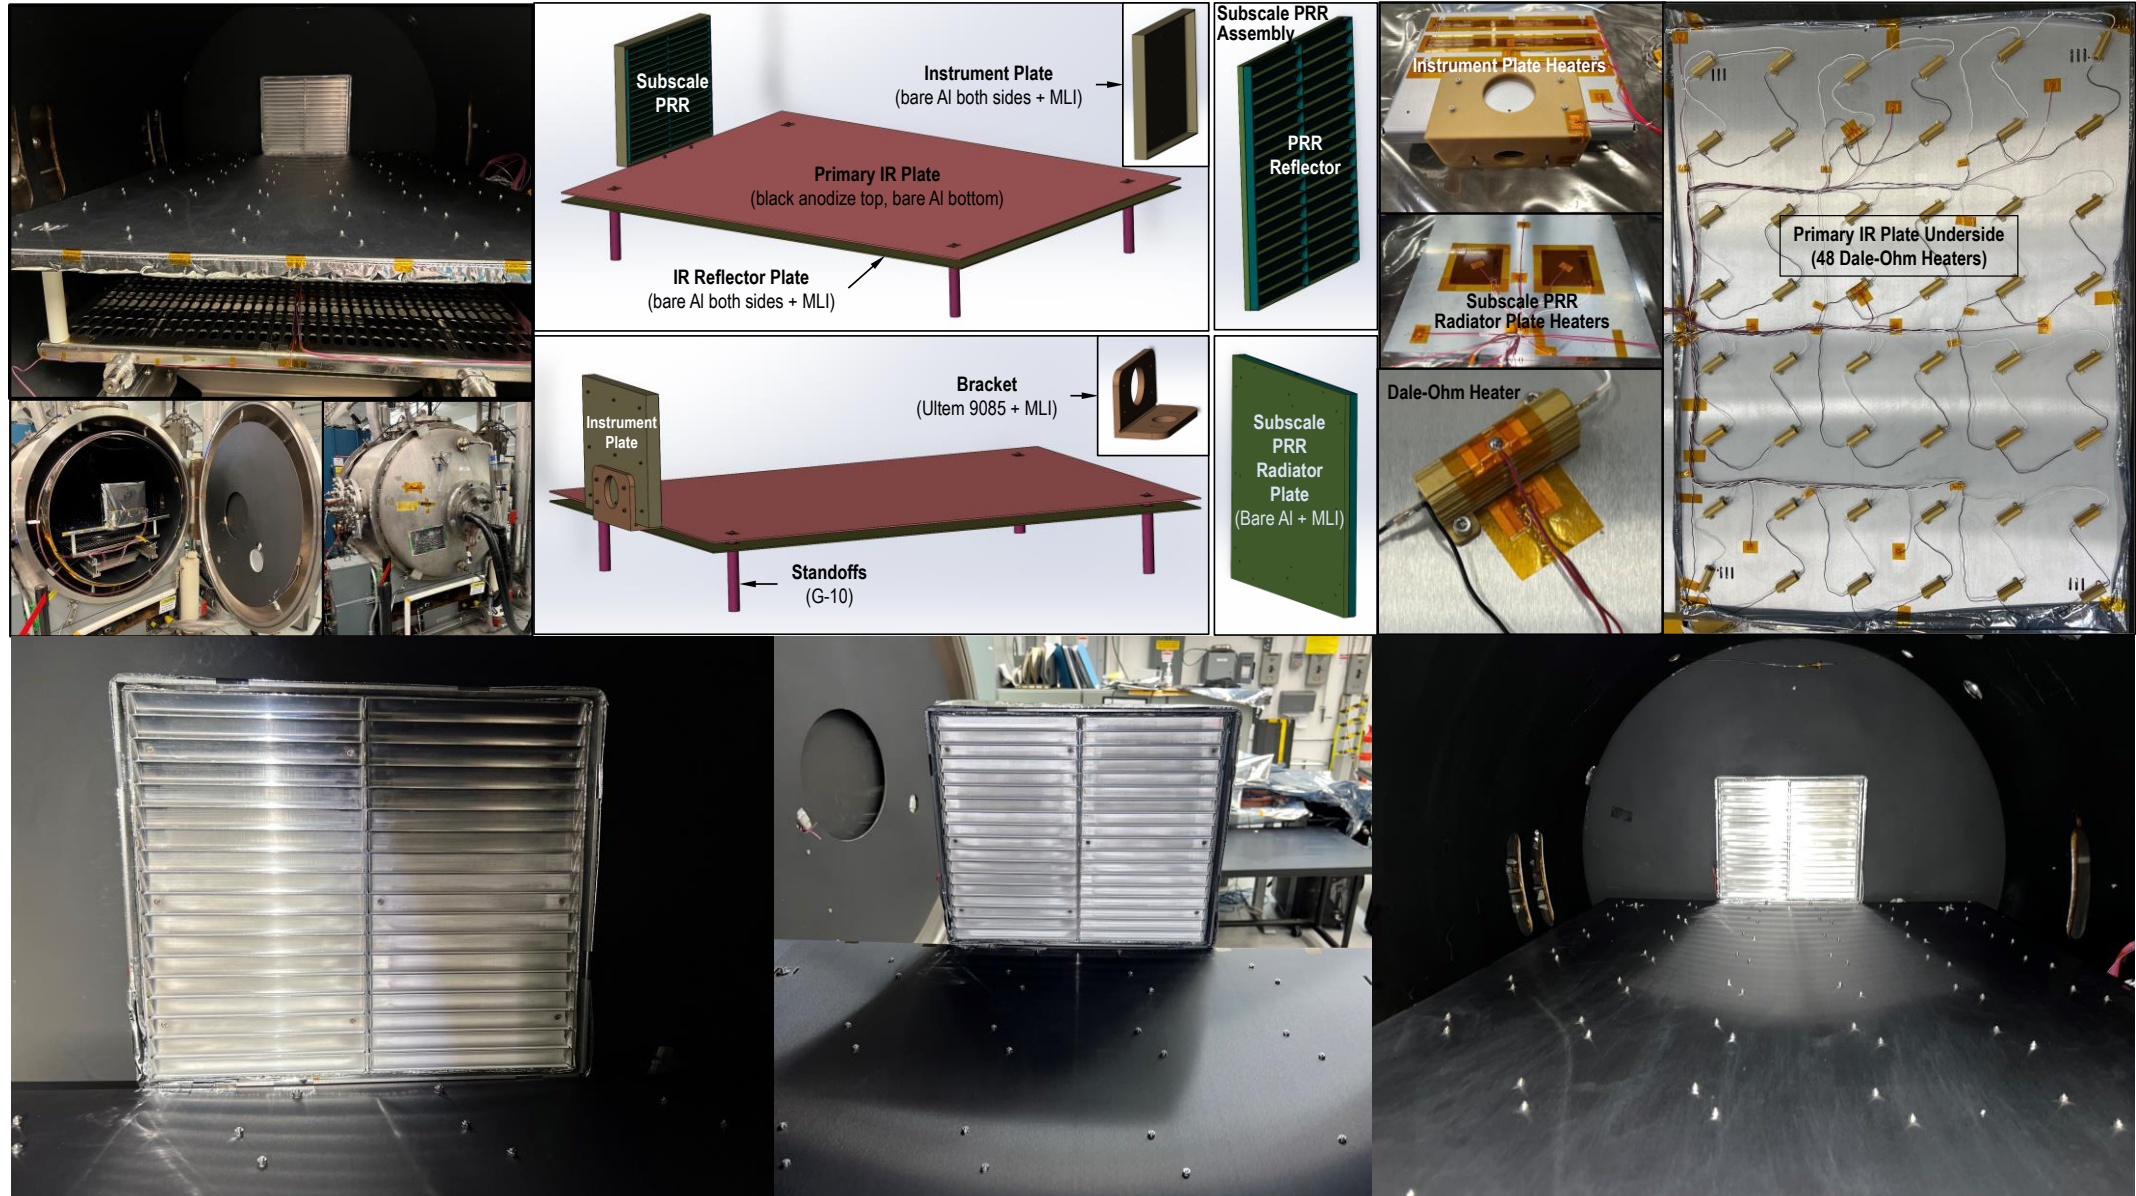 Subscale
PRR
Instrument Plate
(bare Al both sides + MLI)
Primary IR Plate
(black anodize top, bare Al bottom)
IR Reflector Plate
(bare Al both sides + MLI)
Subscale PRR
Assembly
PRR
Reflector
Instrument Plate Heaters
Subscale PRR
Radiator Plate Heaters
Primary IR Plate Underside
(48 Dale-Ohm Heaters)
Instrument
Plate
Bracket
(Ultem 9085 + MLI)
Standoffs
(G-10)
Subscale
PRR
Radiator
Plate
(Bare Al + MLI)
Dale-Ohm Heater